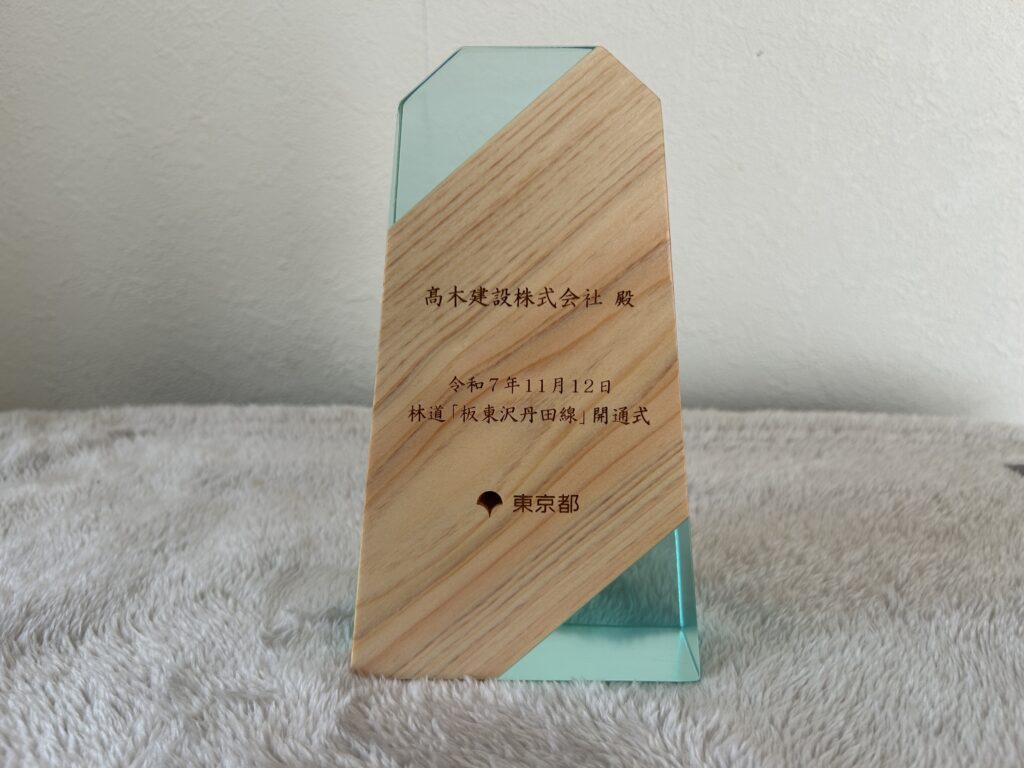 髙木建設株式会社 殿
令和７年１１月１２日
林道「板東沢丹田線」開通式
東京都